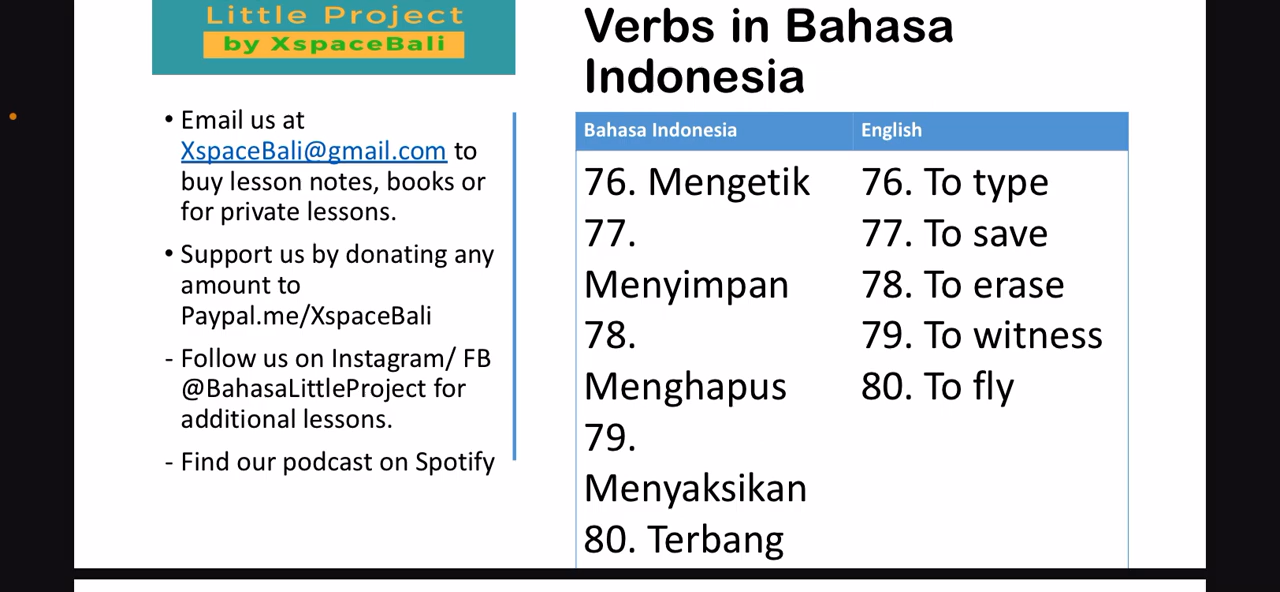 Little Project
by XspaceBali
• Email us at
XspaceBali@gmail.com to
buy lesson notes, books or
for private lessons.
• Support us by donating any
amount to
Paypal.me/XspaceBali
- Follow us on Instagram/ FB
@BahasaLittleProject for
additional lessons.
- Find our podcast on Spotify
Verbs in Bahasa
Indonesia
Bahasa Indonesia
76. Mengetik
77.
Menyimpan
78.
Menghapus
79.
Menyaksikan
80. Terbang
English
76. To type
77. To save
78. To erase
79. To witness
80. To fly